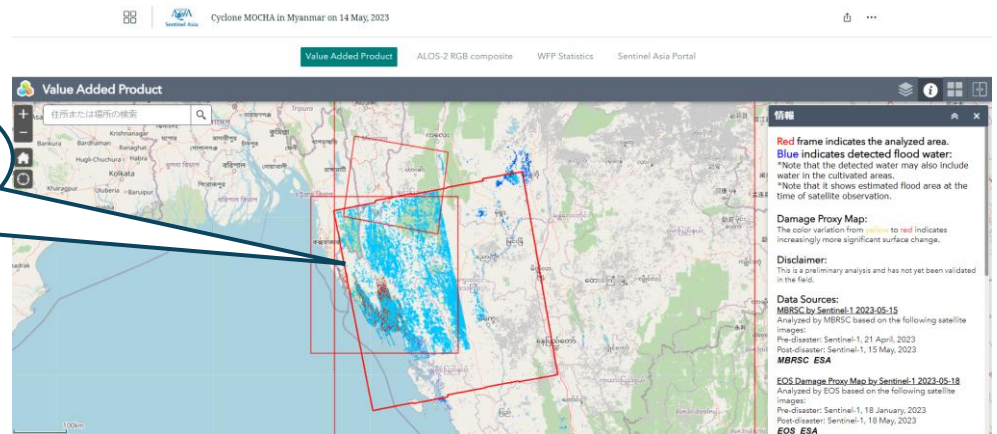 Sentinel Asia
Cyclone MOCHA in Myanmar on 14 May, 2023
Value Added Product
ALOS-2 RGB composite
WFP Statistics
Sentinel Asia Portal
Value Added Product
住所または場所の検索
Tripura
Krishnanagar
Bankura
Bardhaman
Ranaghat
Hugli-Chuchura
Habra
Kolkata
Kharagpur
Uluberia
Baruipur
100km
情報
Red frame indicates the analyzed area.
Blue indicates detected flood water:
*Note that the detected water may also include
water in the cultivated areas.
*Note that it shows estimated flood area at the
time of satellite observation.
Damage Proxy Map:
The color variation from yellow to red indicates
increasingly more significant surface change.
Disclaimer:
This is a preliminary analysis and has not yet been validated
in the field.
Data Sources:
MBRSC by Sentinel-1 2023-05-15
Analyzed by MBRSC based on the following satellite
images:
Pre-disaster: Sentinel-1, 21 April, 2023
Post-disaster: Sentinel-1, 15 May, 2023
MBRSC ESA
EOS Damage Proxy Map by Sentinel-1 2023-05-18
Analyzed by EOS based on the following satellite
images:
Pre-disaster: Sentinel-1, 18 January, 2023
Post-disaster: Sentinel-1, 18 May, 2023
EOS ESA